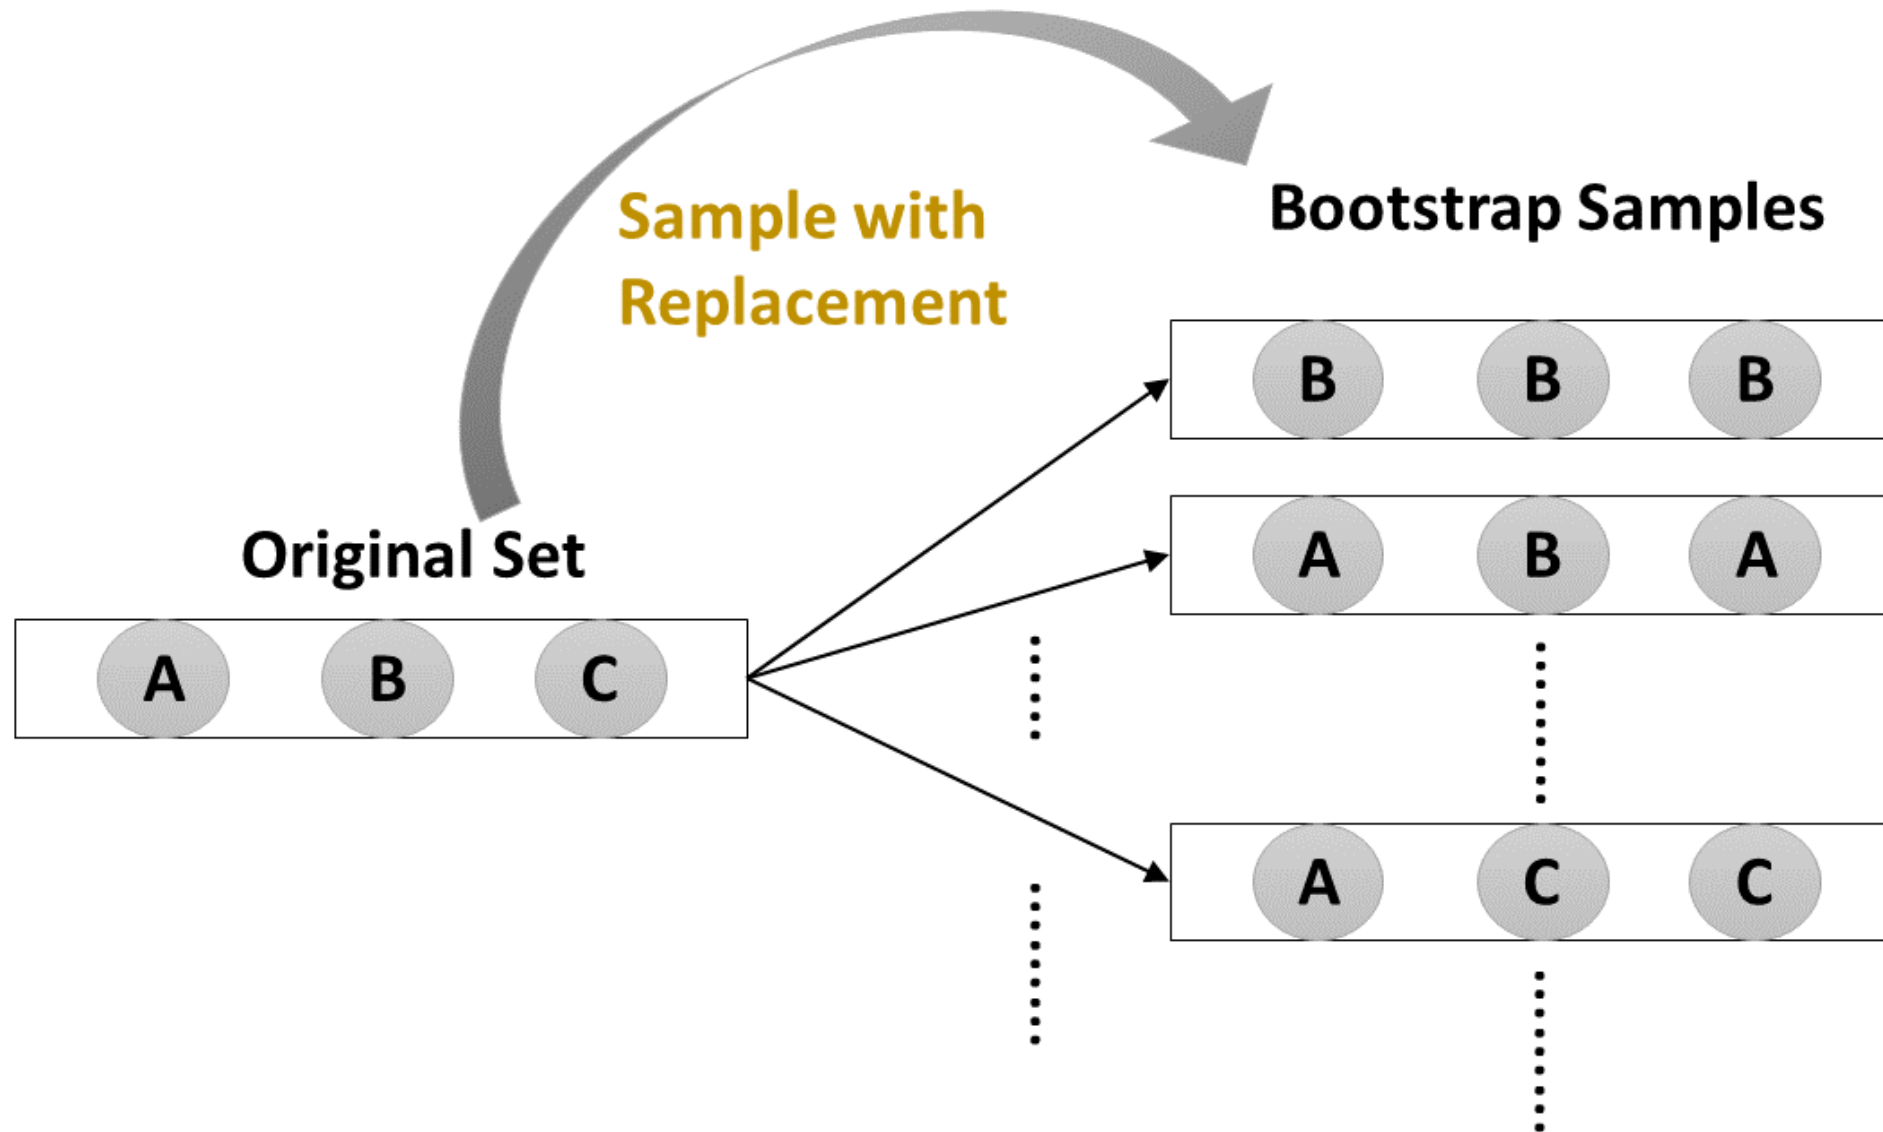 Sample with
Replacement
Bootstrap Samples
B B B
A B A
Original Set
A B C
A C C